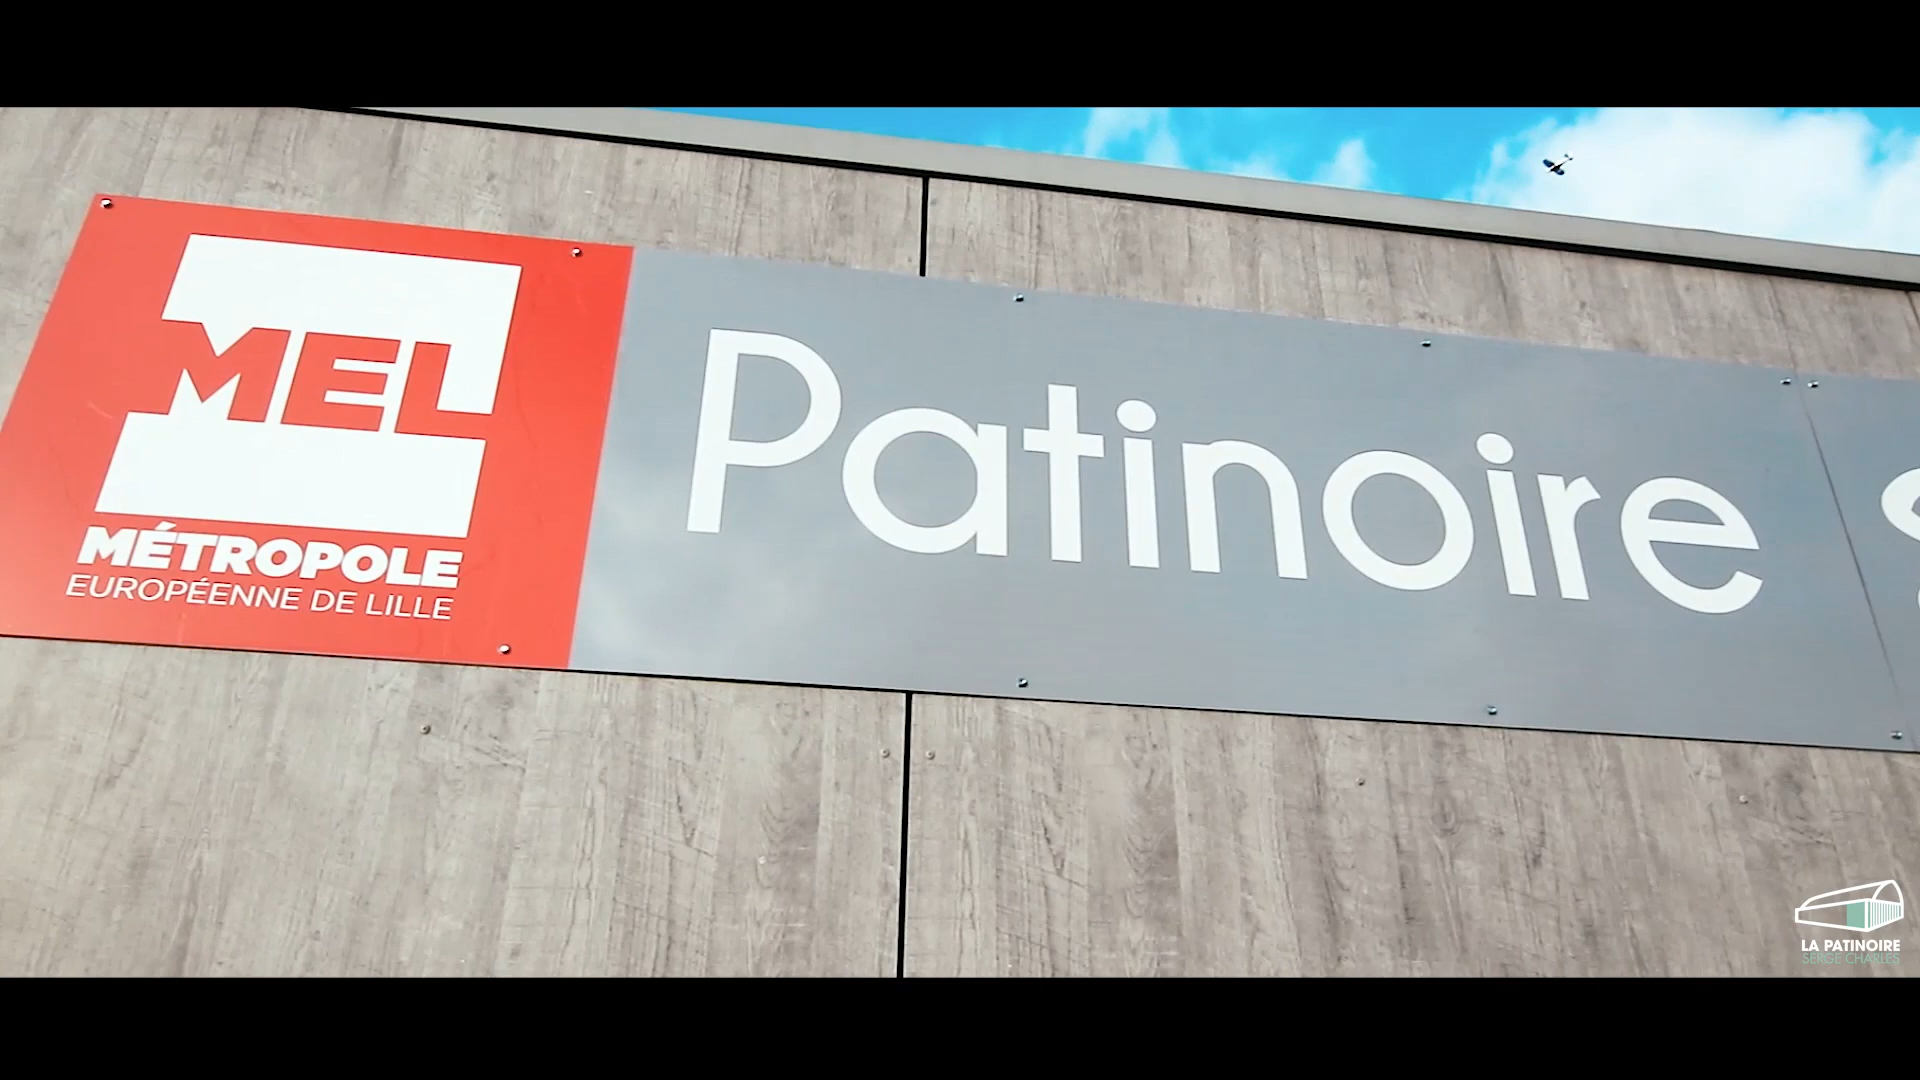 MEL
MÉTROPOLE
EUROPÉENNE DE LILLE
Patinoire
LA PATINOIRE
SERGE CHARLES